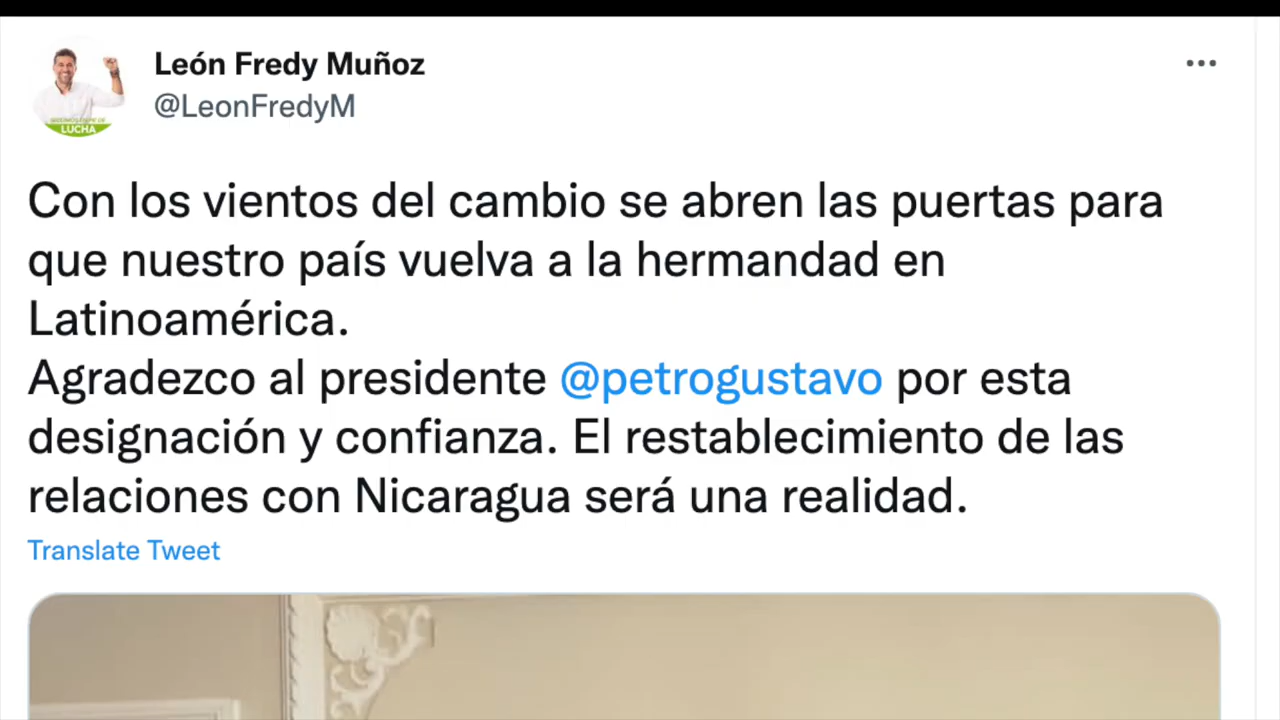 León Fredy Muñoz
@LeonFredyM
LUCHA
Con los vientos del cambio se abren las puertas para
que nuestro país vuelva a la hermandad en
Latinoamérica.
Agradezco al presidente @petrogustavo por esta
designación y confianza. El restablecimiento de las
relaciones con Nicaragua será una realidad.
Translate Tweet